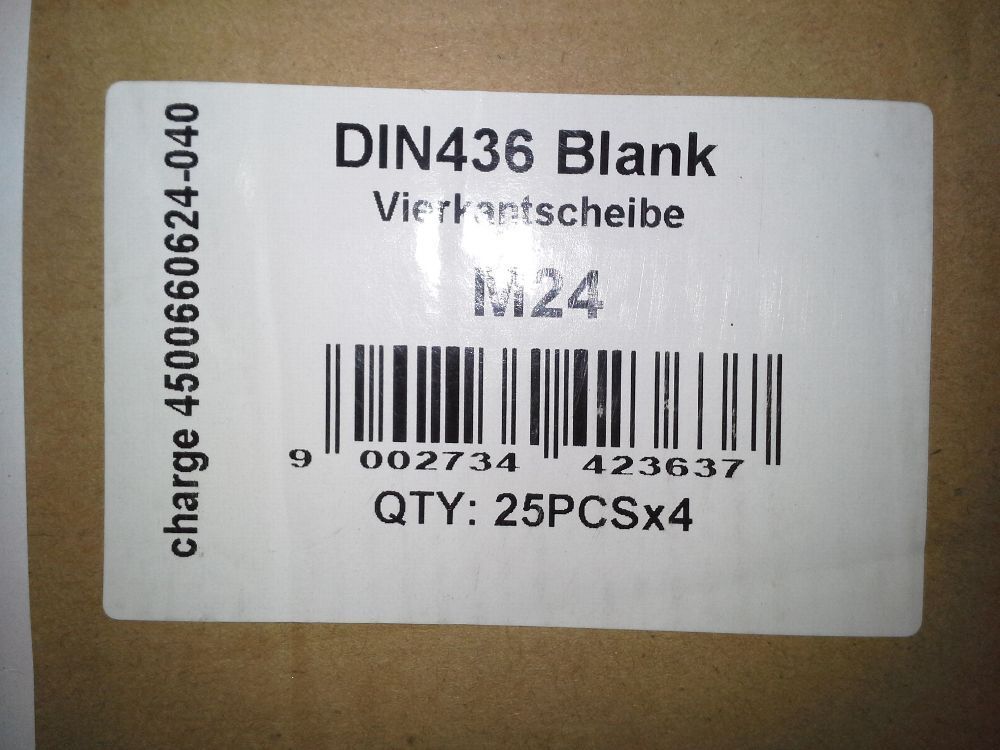 DIN436 Blank
Vierkantscheibe
M24
9 002734 423637
QTY: 25PCSx4
charge 4500660624-040